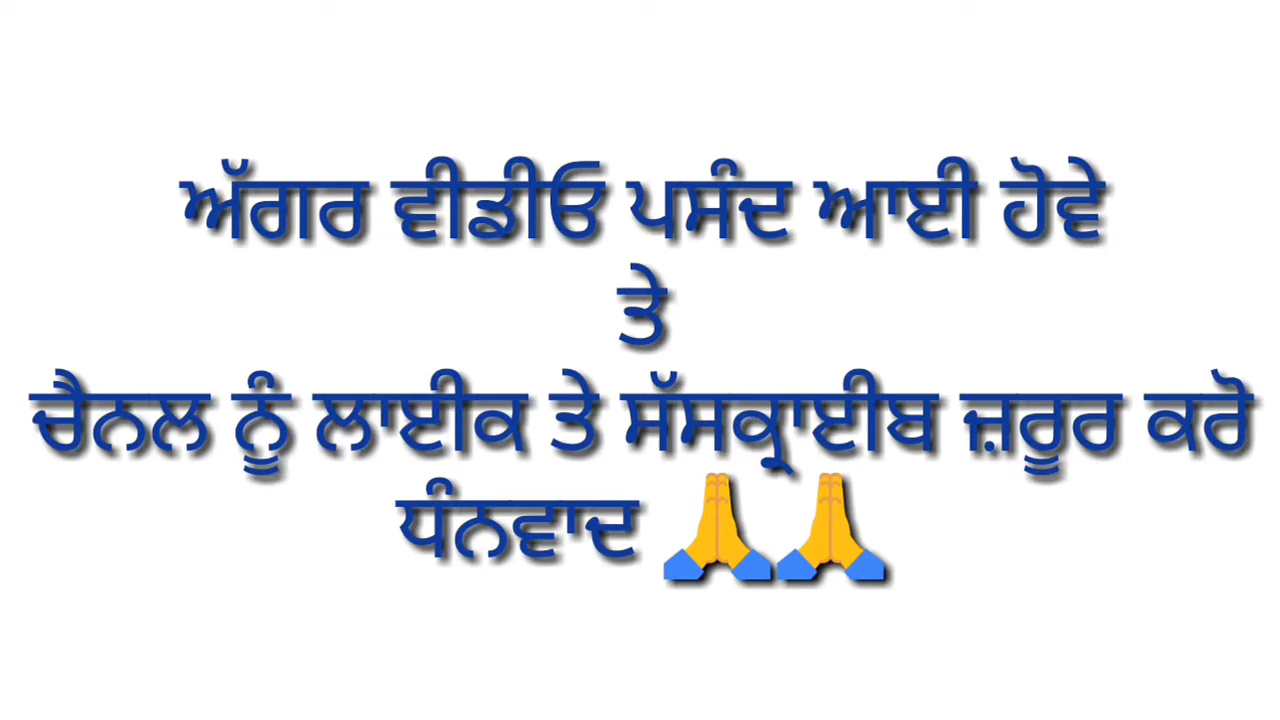 ਅੱਗਰ ਵੀਡੀਓ ਪਸੰਦ ਆਈ ਹੋਵੇ
ਤੇ
ਚੈਨਲ ਨੂੰ ਲਾਈਕ ਤੇ ਸੱਸਕ੍ਰਾਈਬ ਜ਼ਰੂਰ ਕਰੋ
ਧੰਨਵਾਦ 🙏🙏